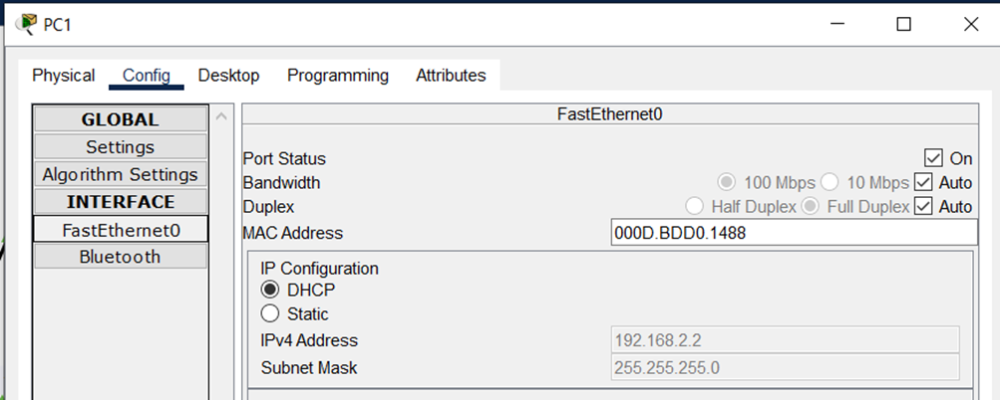 PC1
Physical Config Desktop Programming Attributes
GLOBAL
Settings
Algorithm Settings
INTERFACE
FastEthernet0
Bluetooth
FastEthernet0
Port Status On
Bandwidth 100 Mbps 10 Mbps Auto
Duplex Half Duplex Full Duplex Auto
MAC Address 000D.BDD0.1488
IP Configuration
DHCP
Static
IPv4 Address 192.168.2.2
Subnet Mask 255.255.255.0